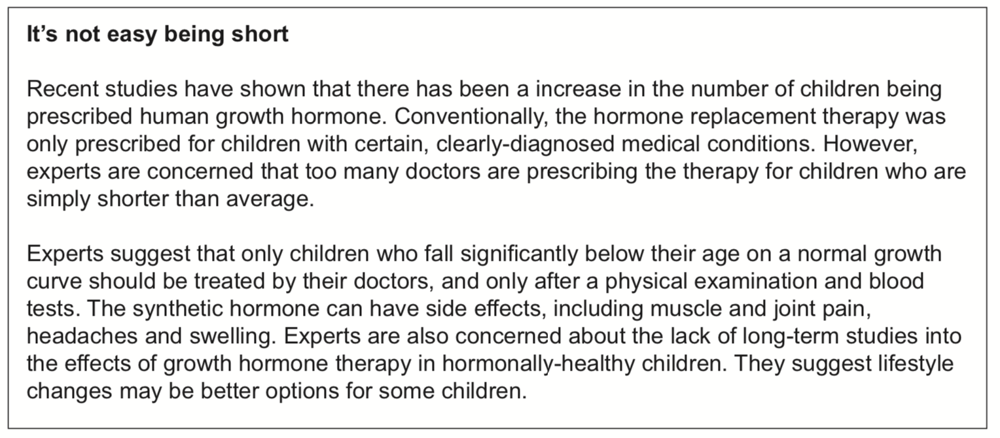 It's not easy being short
Recent studies have shown that there has been a increase in the number of children being
prescribed human growth hormone. Conventionally, the hormone replacement therapy was
only prescribed for children with certain, clearly-diagnosed medical conditions. However,
experts are concerned that too many doctors are prescribing the therapy for children who are
simply shorter than average.
Experts suggest that only children who fall significantly below their age on a normal growth
curve should be treated by their doctors, and only after a physical examination and blood
tests. The synthetic hormone can have side effects, including muscle and joint pain,
headaches and swelling. Experts are also concerned about the lack of long-term studies into
the effects of growth hormone therapy in hormonally-healthy children. They suggest lifestyle
changes may be better options for some children.